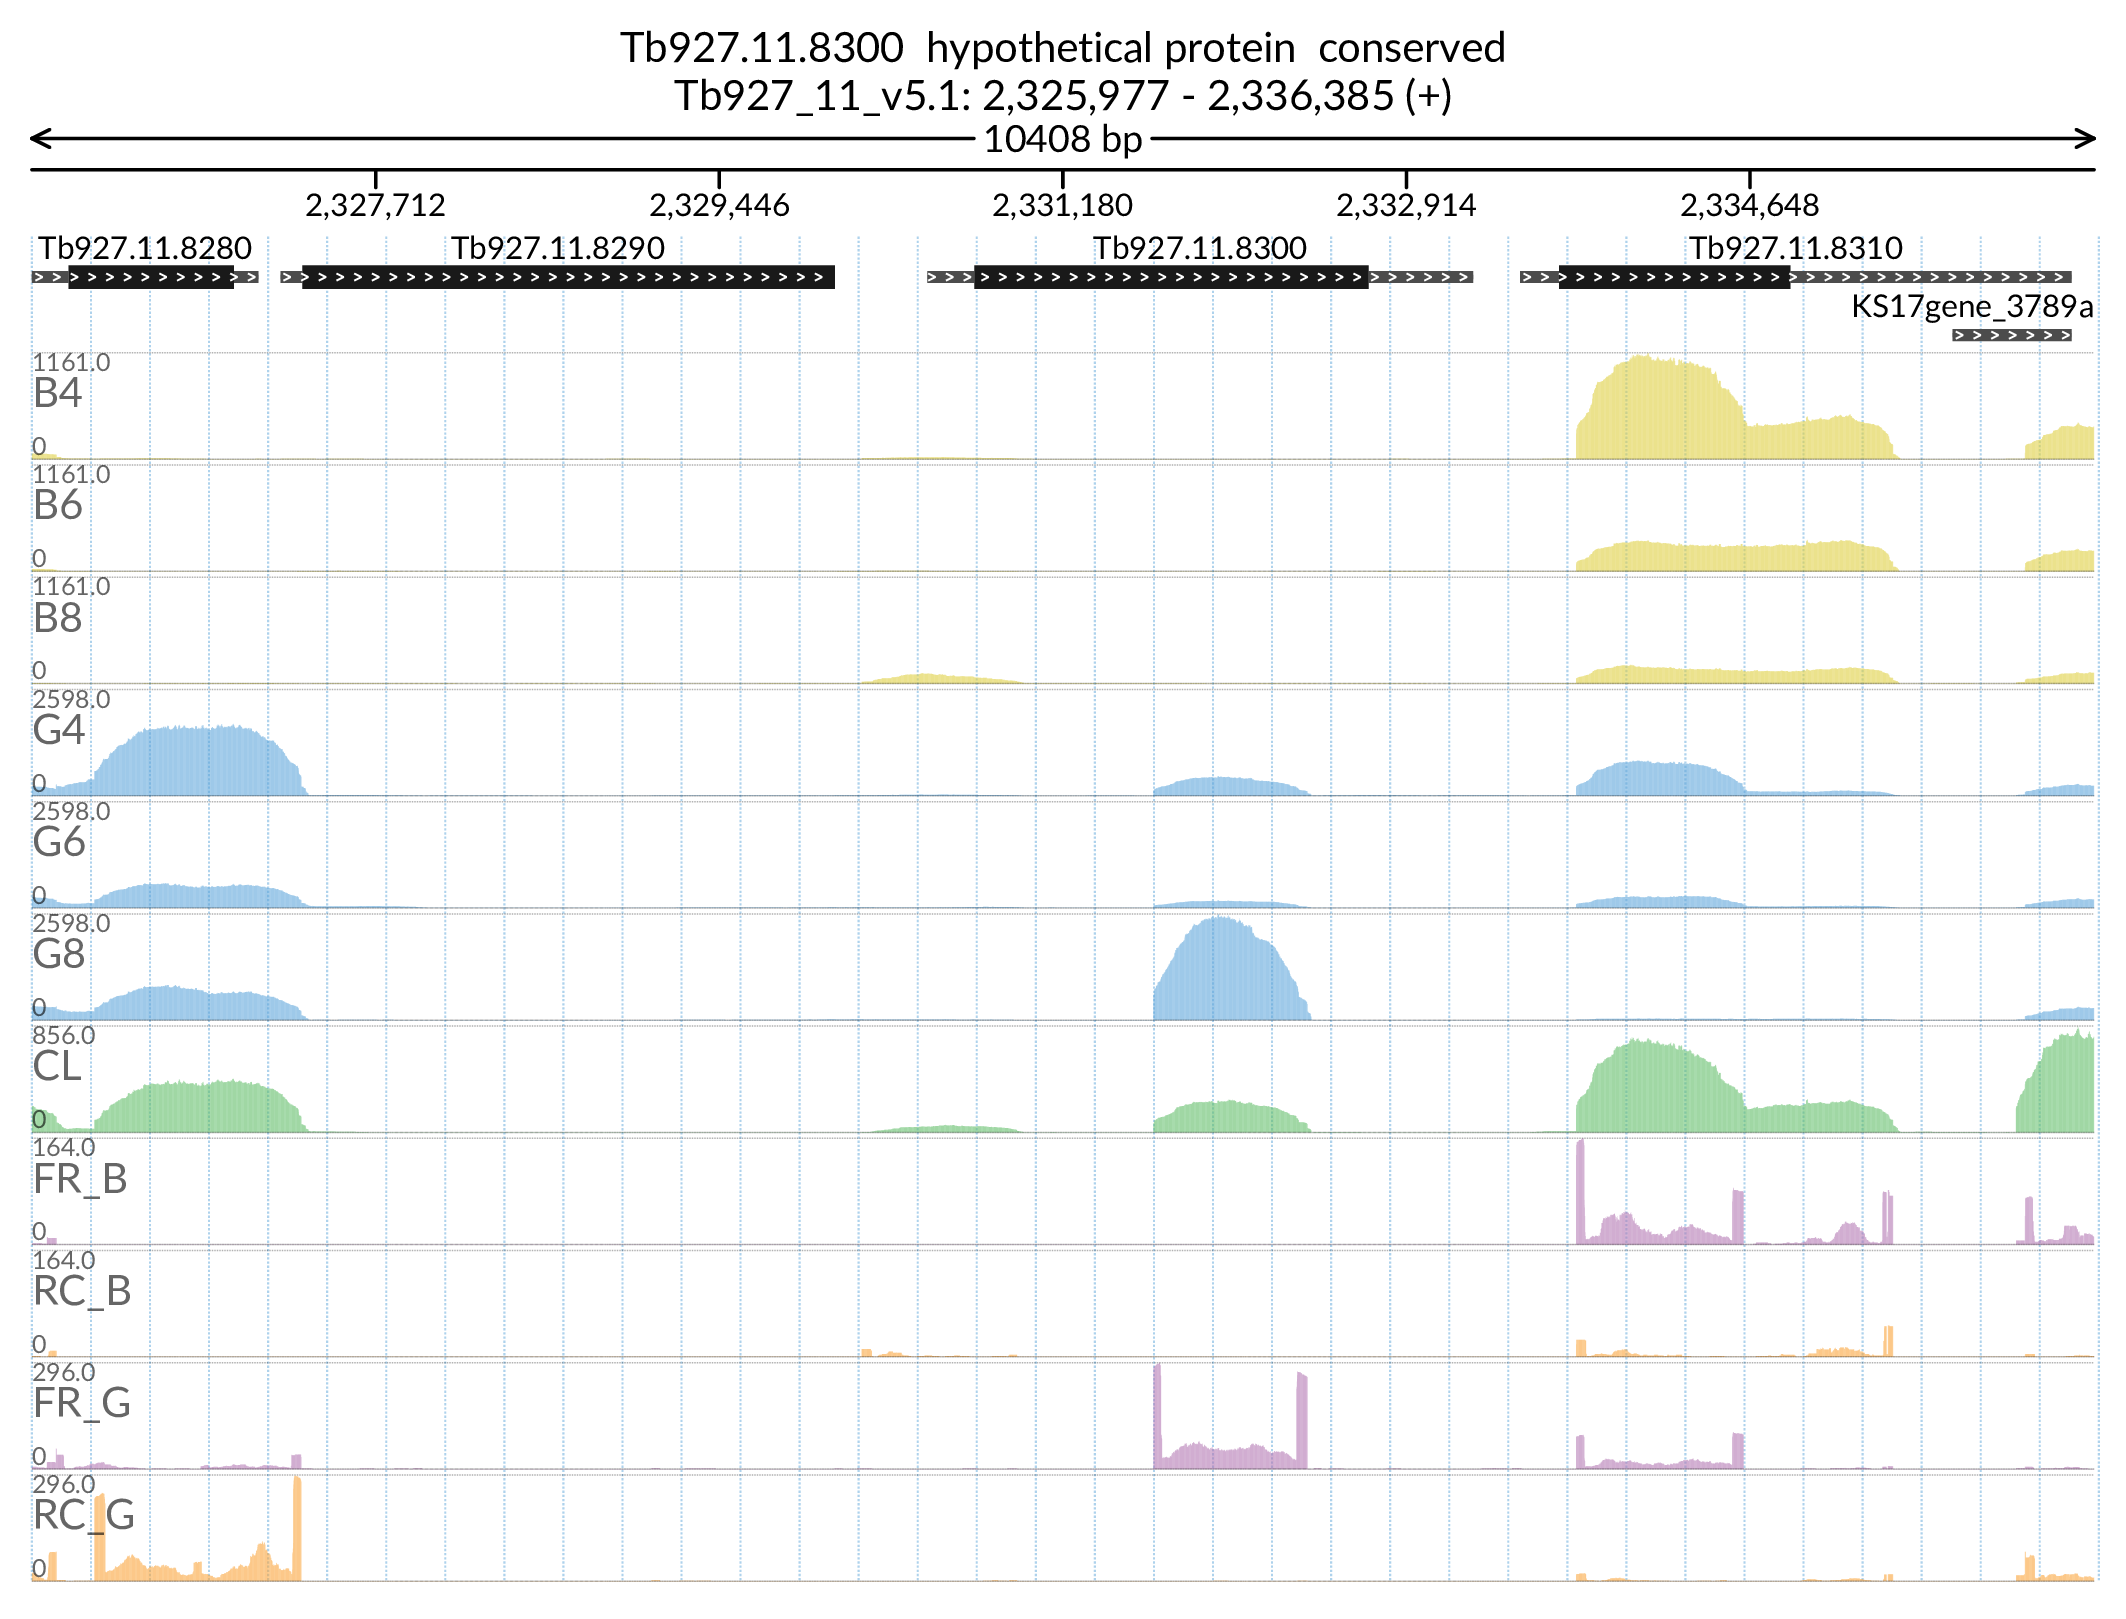 Tb927.11.8300 hypothetical protein conserved
Tb927_11_v5.1: 2,325,977 - 2,336,385 (+)
10408 bp
2,327,712 2,329,446 2,331,180 2,332,914 2,334,648
Tb927.11.8280 Tb927.11.8290 Tb927.11.8300 Tb927.11.8310
KS17gene_3789a
1161.0
B4
0
1161.0
B6
0
1161.0
B8
0
2598.0
G4
0
2598.0
G6
0
2598.0
G8
0
856.0
CL
0
164.0
FR_B
0
164.0
RC_B
0
296.0
FR_G
0
296.0
RC_G
0